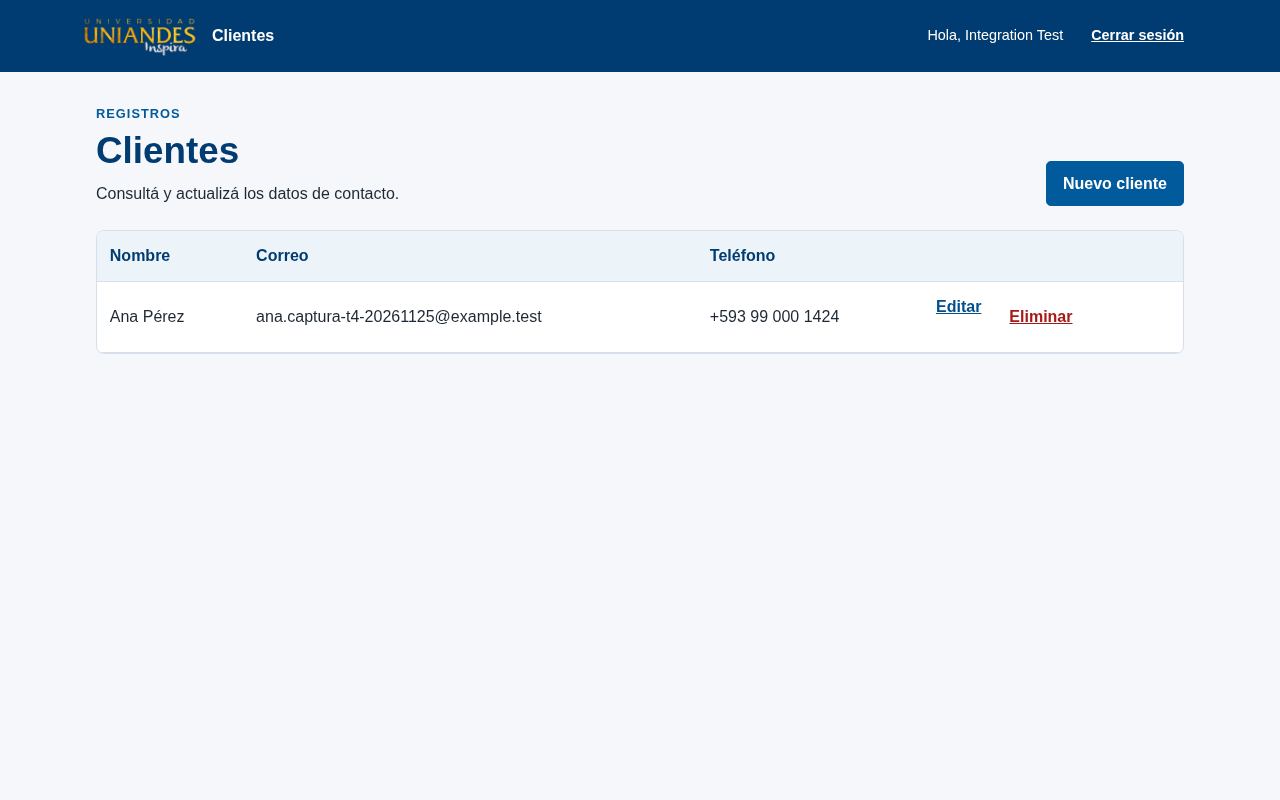 UNIVERSIDAD
UNIANDES
Inspira
Clientes
Hola, Integration Test
Cerrar sesión
REGISTROS
Clientes
Consultá y actualizá los datos de contacto.
Nuevo cliente
Nombre Correo Teléfono
Ana Pérez ana.captura-t4-20261125@example.test +593 99 000 1424 Editar Eliminar